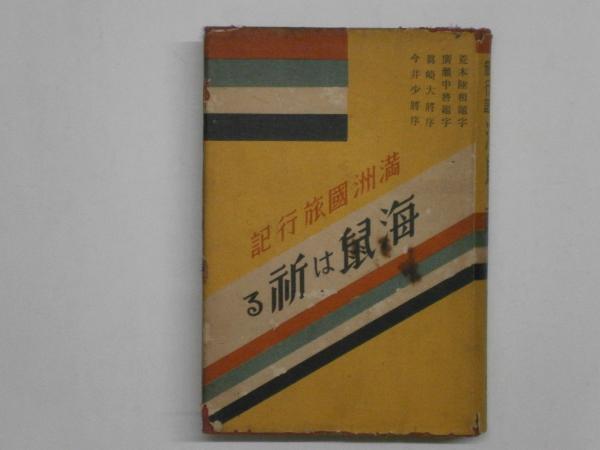 荒木陸相題字
廣瀬中將題字
眞崎大將序
今井少將序
満洲國旅行記
海鼠は祈る